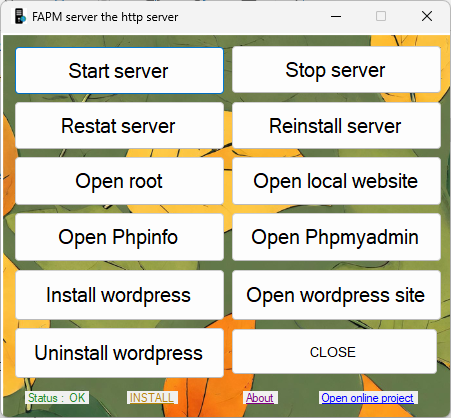 FAPM server the http server
Start server
Stop server
Restat server
Reinstall server
Open root
Open local website
Open Phpinfo
Open Phpmyadmin
Install wordpress
Open wordpress site
Uninstall wordpress
CLOSE
Status : OK
INSTALL
About
Open online project